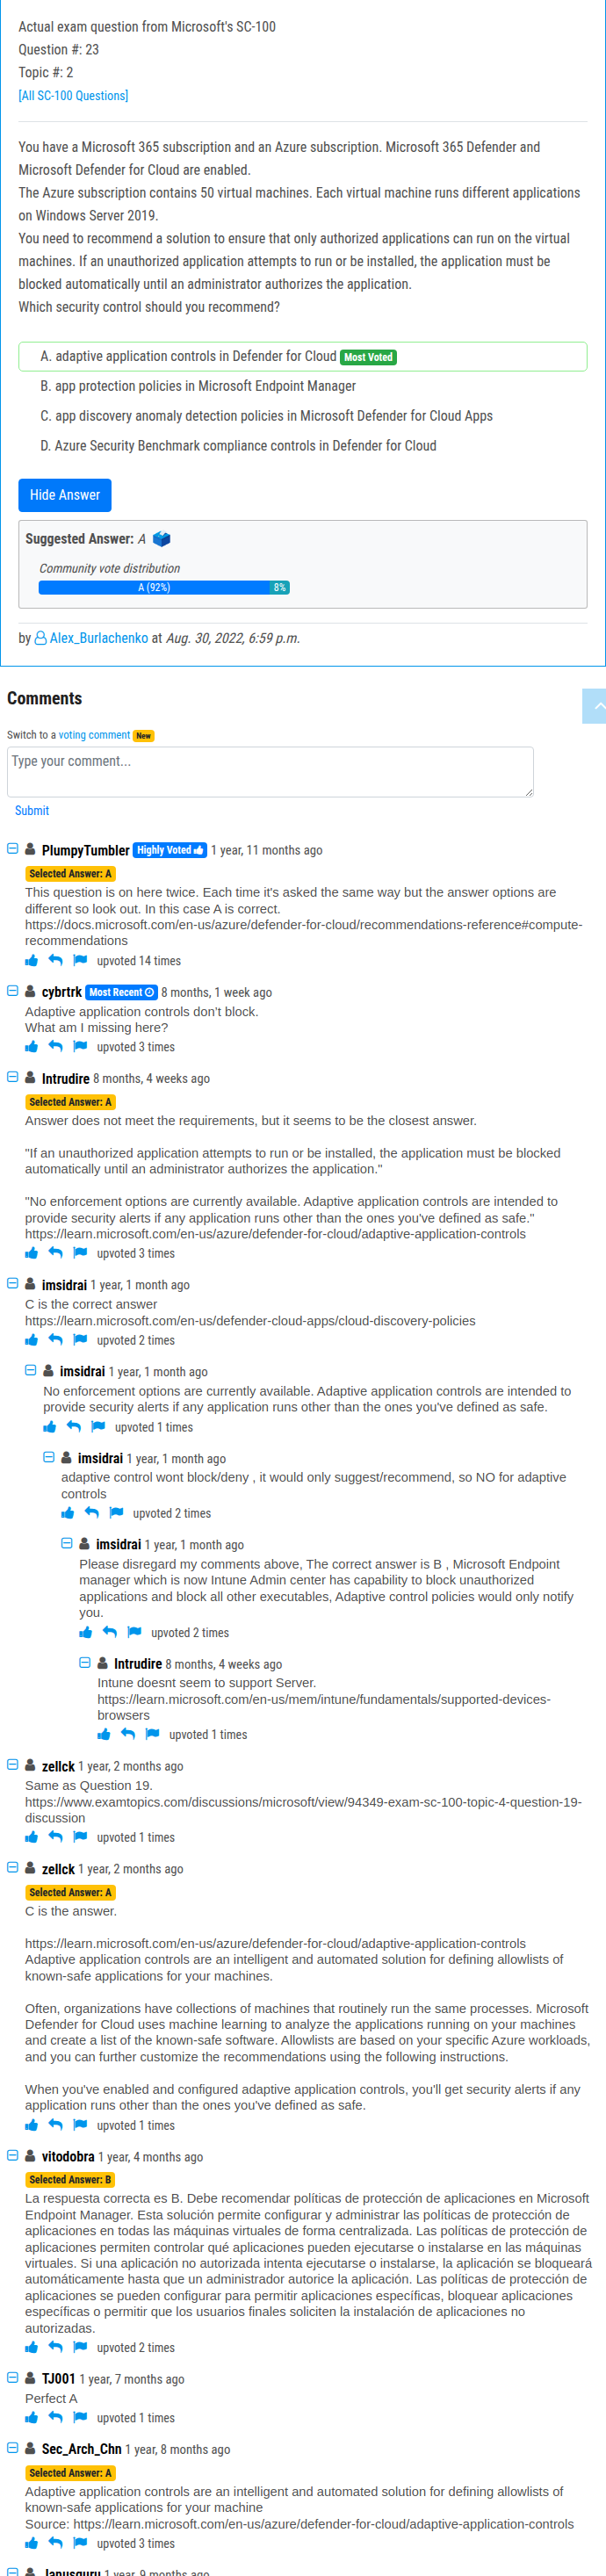 Actual exam question from Microsoft's SC-100
Question #: 23
Topic #: 2
[All SC-100 Questions]
You have a Microsoft 365 subscription and an Azure subscription. Microsoft 365 Defender and
Microsoft Defender for Cloud are enabled.
The Azure subscription contains 50 virtual machines. Each virtual machine runs different applications
on Windows Server 2019.
You need to recommend a solution to ensure that only authorized applications can run on the virtual
machines. If an unauthorized application attempts to run or be installed, the application must be
blocked automatically until an administrator authorizes the application.
Which security control should you recommend?
A. adaptive application controls in Defender for Cloud Most Voted
B. app protection policies in Microsoft Endpoint Manager
C. app discovery anomaly detection policies in Microsoft Defender for Cloud Apps
D. Azure Security Benchmark compliance controls in Defender for Cloud
Hide Answer
Suggested Answer: A
Community vote distribution
A (92%) 8%
by Alex_Burlachenko at Aug. 30, 2022, 6:59 p.m.
Comments
Switch to a voting comment New
Type your comment...
Submit
PlumpyTumbler Highly Voted 1 year, 11 months ago
Selected Answer: A
This question is on here twice. Each time it's asked the same way but the answer options are
different so look out. In this case A is correct.
https://docs.microsoft.com/en-us/azure/defender-for-cloud/recommendations-reference#compute-
recommendations
upvoted 14 times
cybrtrk Most Recent 8 months, 1 week ago
Adaptive application controls don't block.
What am I missing here?
upvoted 3 times
Intrudire 8 months, 4 weeks ago
Selected Answer: A
Answer does not meet the requirements, but it seems to be the closest answer.
"If an unauthorized application attempts to run or be installed, the application must be blocked
automatically until an administrator authorizes the application."
"No enforcement options are currently available. Adaptive application controls are intended to
provide security alerts if any application runs other than the ones you've defined as safe."
https://learn.microsoft.com/en-us/azure/defender-for-cloud/adaptive-application-controls
upvoted 3 times
imsidrai 1 year, 1 month ago
C is the correct answer
https://learn.microsoft.com/en-us/defender-cloud-apps/cloud-discovery-policies
upvoted 2 times
imsidrai 1 year, 1 month ago
No enforcement options are currently available. Adaptive application controls are intended to
provide security alerts if any application runs other than the ones you've defined as safe.
upvoted 1 times
imsidrai 1 year, 1 month ago
adaptive control wont block/deny , it would only suggest/recommend, so NO for adaptive
controls
upvoted 2 times
imsidrai 1 year, 1 month ago
Please disregard my comments above, The correct answer is B , Microsoft Endpoint
manager which is now Intune Admin center has capability to block unauthorized
applications and block all other executables, Adaptive control policies would only notify
you.
upvoted 2 times
Intrudire 8 months, 4 weeks ago
Intune doesnt seem to support Server.
https://learn.microsoft.com/en-us/mem/intune/fundamentals/supported-devices-
browsers
upvoted 1 times
zellck 1 year, 2 months ago
Same as Question 19.
https://www.examtopics.com/discussions/microsoft/view/94349-exam-sc-100-topic-4-question-19-
discussion
upvoted 1 times
zellck 1 year, 2 months ago
Selected Answer: A
C is the answer.
https://learn.microsoft.com/en-us/azure/defender-for-cloud/adaptive-application-controls
Adaptive application controls are an intelligent and automated solution for defining allowlists of
known-safe applications for your machines.
Often, organizations have collections of machines that routinely run the same processes. Microsoft
Defender for Cloud uses machine learning to analyze the applications running on your machines
and create a list of the known-safe software. Allowlists are based on your specific Azure workloads,
and you can further customize the recommendations using the following instructions.
When you've enabled and configured adaptive application controls, you'll get security alerts if any
application runs other than the ones you've defined as safe.
upvoted 1 times
vitodobra 1 year, 4 months ago
Selected Answer: B
La respuesta correcta es B. Debe recomendar políticas de protección de aplicaciones en Microsoft
Endpoint Manager. Esta solución permite configurar y administrar las políticas de protección de
aplicaciones en todas las máquinas virtuales de forma centralizada. Las políticas de protección de
aplicaciones permiten controlar qué aplicaciones pueden ejecutarse o instalarse en las máquinas
virtuales. Si una aplicación no autorizada intenta ejecutarse o instalarse, la aplicación se bloqueará
automáticamente hasta que un administrador autorice la aplicación. Las políticas de protección de
aplicaciones se pueden configurar para permitir aplicaciones específicas, bloquear aplicaciones
específicas o permitir que los usuarios finales soliciten la instalación de aplicaciones no
autorizadas.
upvoted 2 times
TJ001 1 year, 7 months ago
Perfect A
upvoted 1 times
Sec_Arch_Chn 1 year, 8 months ago
Selected Answer: A
Adaptive application controls are an intelligent and automated solution for defining allowlists of
known-safe applications for your machine
Source: https://learn.microsoft.com/en-us/azure/defender-for-cloud/adaptive-application-controls
upvoted 3 times
Janusguru 1 year, 9 months ago